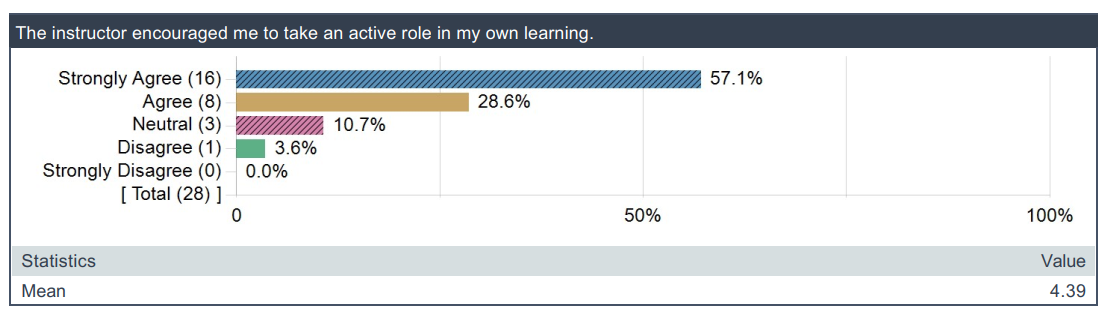 The instructor encouraged me to take an active role in my own learning.
Strongly Agree (16) 57.1%
Agree (8) 28.6%
Neutral (3) 10.7%
Disagree (1) 3.6%
Strongly Disagree (0) 0.0%
[ Total (28) ]
0 50% 100%
Statistics Value
Mean 4.39